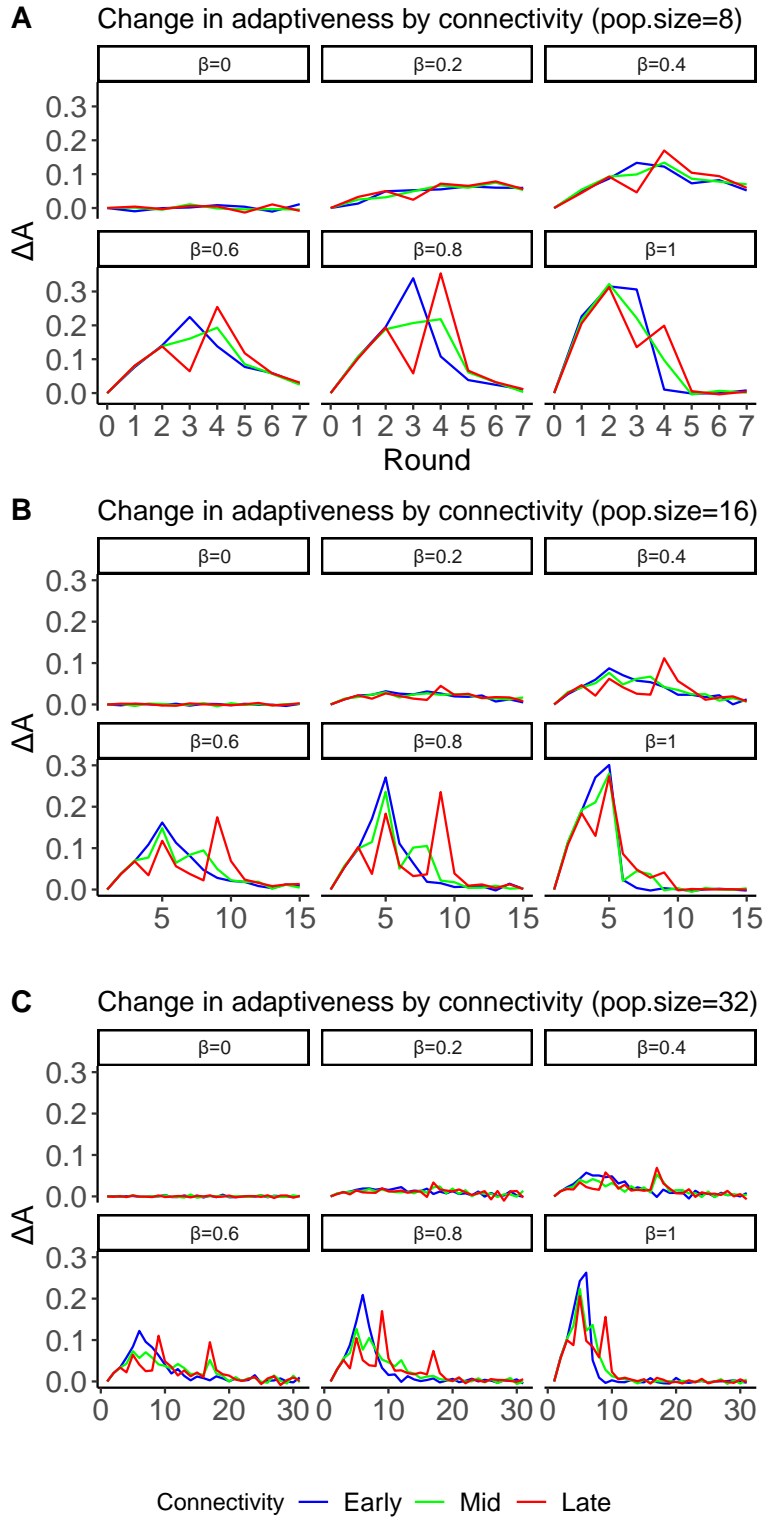 A Change in adaptiveness by connectivity (pop.size=8)
β=0 β=0.2 β=0.4
0.3
0.2
0.1
0.0
ΔA
β=0.6 β=0.8 β=1
0.3
0.2
0.1
0.0
0 1 2 3 4 5 6 7 0 1 2 3 4 5 6 7 0 1 2 3 4 5 6 7
Round
B Change in adaptiveness by connectivity (pop.size=16)
β=0 β=0.2 β=0.4
0.3
0.2
0.1
0.0
ΔA
β=0.6 β=0.8 β=1
0.3
0.2
0.1
0.0
5 10 15 5 10 15 5 10 15
C Change in adaptiveness by connectivity (pop.size=32)
β=0 β=0.2 β=0.4
0.3
0.2
0.1
0.0
ΔA
β=0.6 β=0.8 β=1
0.3
0.2
0.1
0.0
0 10 20 30 0 10 20 30 0 10 20 30
Connectivity Early Mid Late